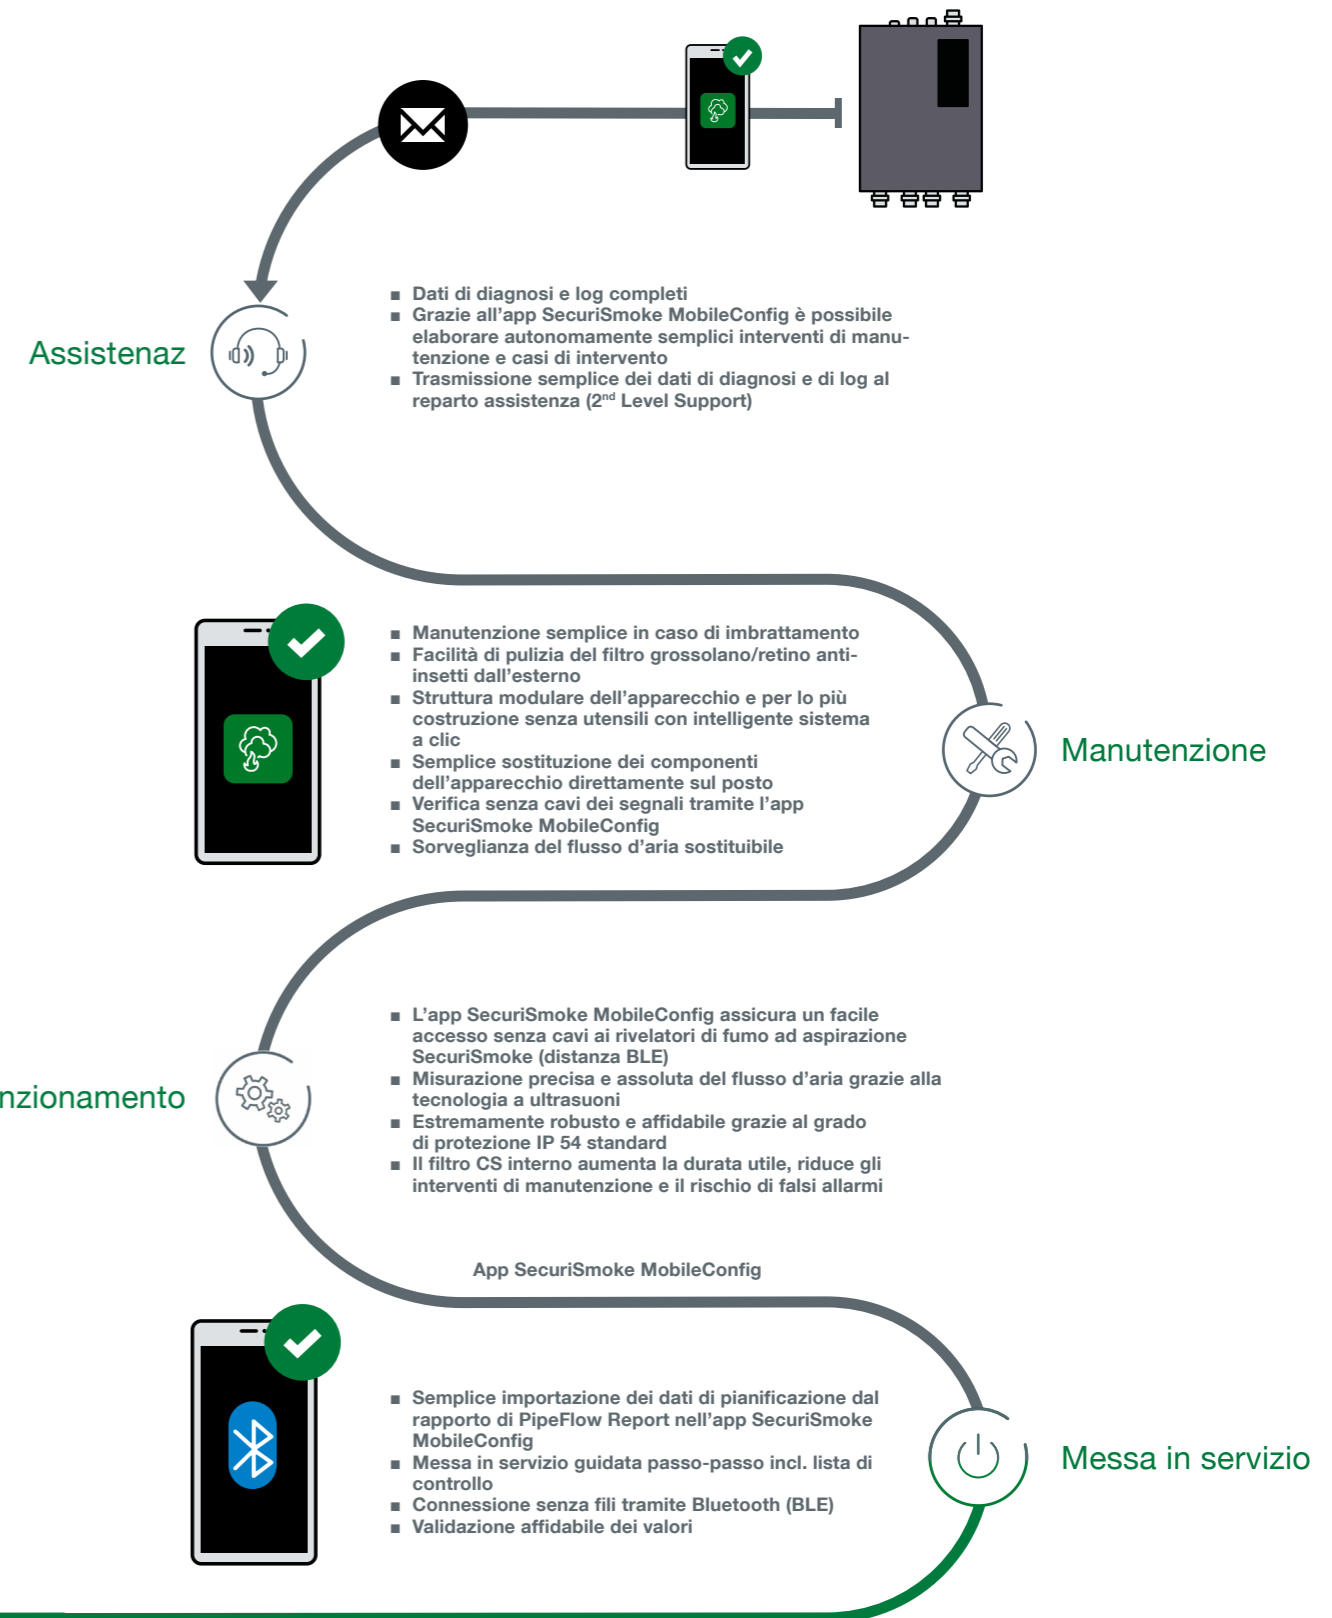 Assistenaz
■ Dati di diagnosi e log completi
■ Grazie all'app SecuriSmoke MobileConfig è possibile
elaborare autonomamente semplici interventi di manu-
tenzione e casi di intervento
■ Trasmissione semplice dei dati di diagnosi e di log al
reparto assistenza (2nd Level Support)
■ Manutenzione semplice in caso di imbrattamento
■ Facilità di pulizia del filtro grossolano/retino anti-
insetti dall'esterno
■ Struttura modulare dell'apparecchio e per lo più
costruzione senza utensili con intelligente sistema
a clic
■ Semplice sostituzione dei componenti
dell'apparecchio direttamente sul posto
■ Verifica senza cavi dei segnali tramite l'app
SecuriSmoke MobileConfig
■ Sorveglianza del flusso d'aria sostituibile
Manutenzione
nzionamento
■ L'app SecuriSmoke MobileConfig assicura un facile
accesso senza cavi ai rivelatori di fumo ad aspirazione
SecuriSmoke (distanza BLE)
■ Misurazione precisa e assoluta del flusso d'aria grazie alla
tecnologia a ultrasuoni
■ Estremamente robusto e affidabile grazie al grado
di protezione IP 54 standard
■ Il filtro CS interno aumenta la durata utile, riduce gli
interventi di manutenzione e il rischio di falsi allarmi
App SecuriSmoke MobileConfig
■ Semplice importazione dei dati di pianificazione dal
rapporto di PipeFlow Report nell'app SecuriSmoke
MobileConfig
■ Messa in servizio guidata passo-passo incl. lista di
controllo
■ Connessione senza fili tramite Bluetooth (BLE)
■ Validazione affidabile dei valori
Messa in servizio